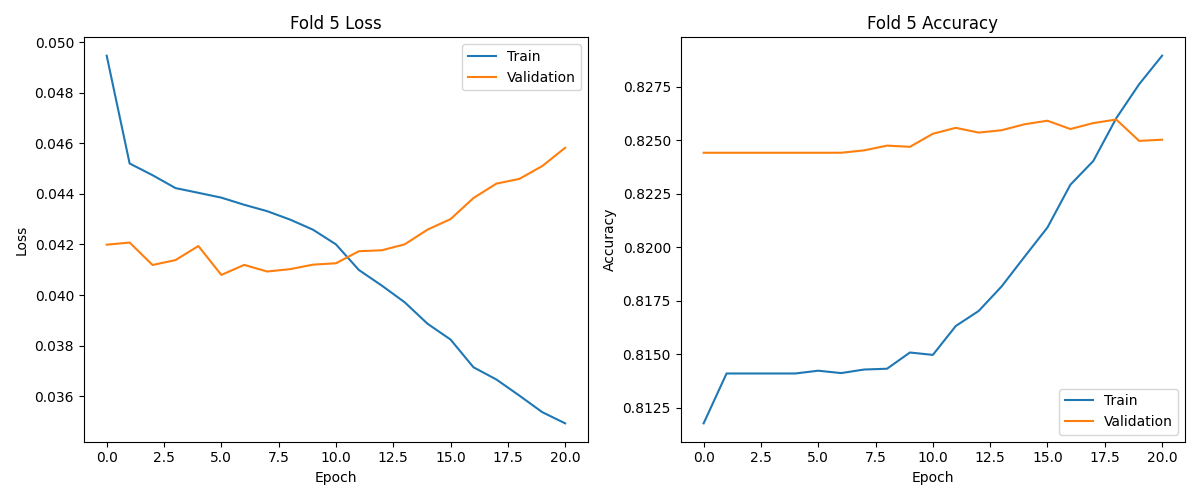 Fold 5 Loss
0.050
0.048
0.046
0.044
0.042
0.040
0.038
0.036
Loss
0.0 2.5 5.0 7.5 10.0 12.5 15.0 17.5 20.0
Epoch
Train
Validation
Fold 5 Accuracy
0.8275
0.8250
0.8225
0.8200
0.8175
0.8150
0.8125
Accuracy
0.0 2.5 5.0 7.5 10.0 12.5 15.0 17.5 20.0
Epoch
Train
Validation